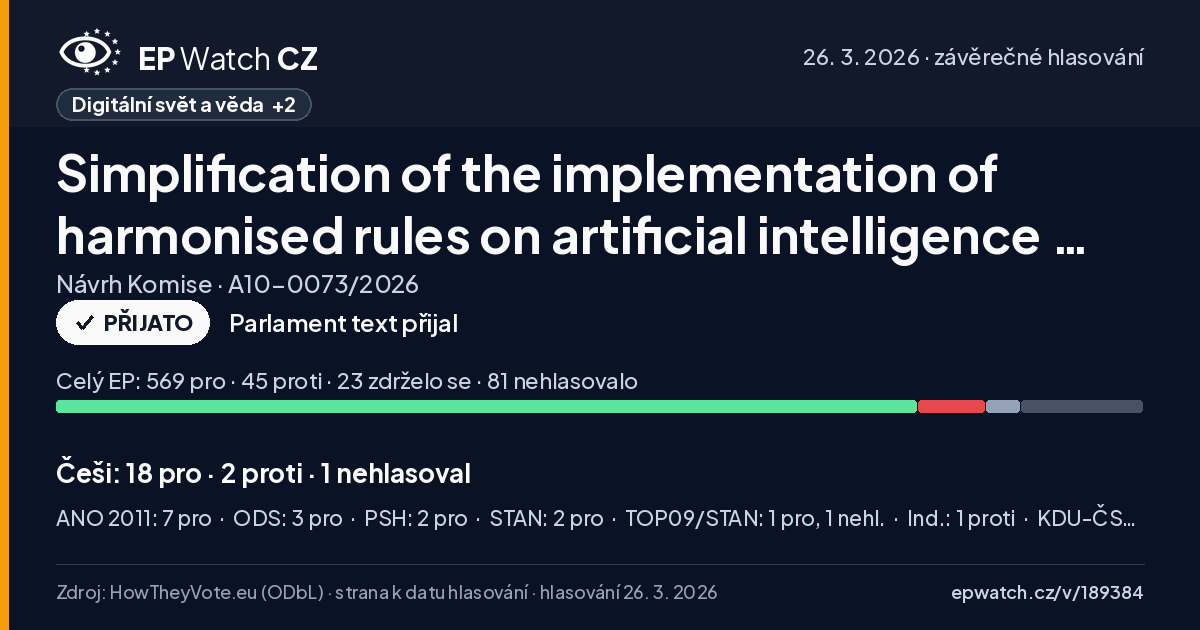 EP Watch CZ
26. 3. 2026 · závěrečné hlasování
Digitální svět a věda +2
Simplification of the implementation of
harmonised rules on artificial intelligence …
Návrh Komise · A10–0073/2026
✓ PŘIJATO Parlament text přijal
Celý EP: 569 pro · 45 proti · 23 zdrželo se · 81 nehlasovalo
Češi: 18 pro · 2 proti · 1 nehlasoval
ANO 2011: 7 pro · ODS: 3 pro · PSH: 2 pro · STAN: 2 pro · TOP09/STAN: 1 pro, 1 nehl. · Ind.: 1 proti · KDU-ČS…
Zdroj: HowTheyVote.eu (ODbL) · strana k datu hlasování · hlasování 26. 3. 2026
epwatch.cz/v/189384